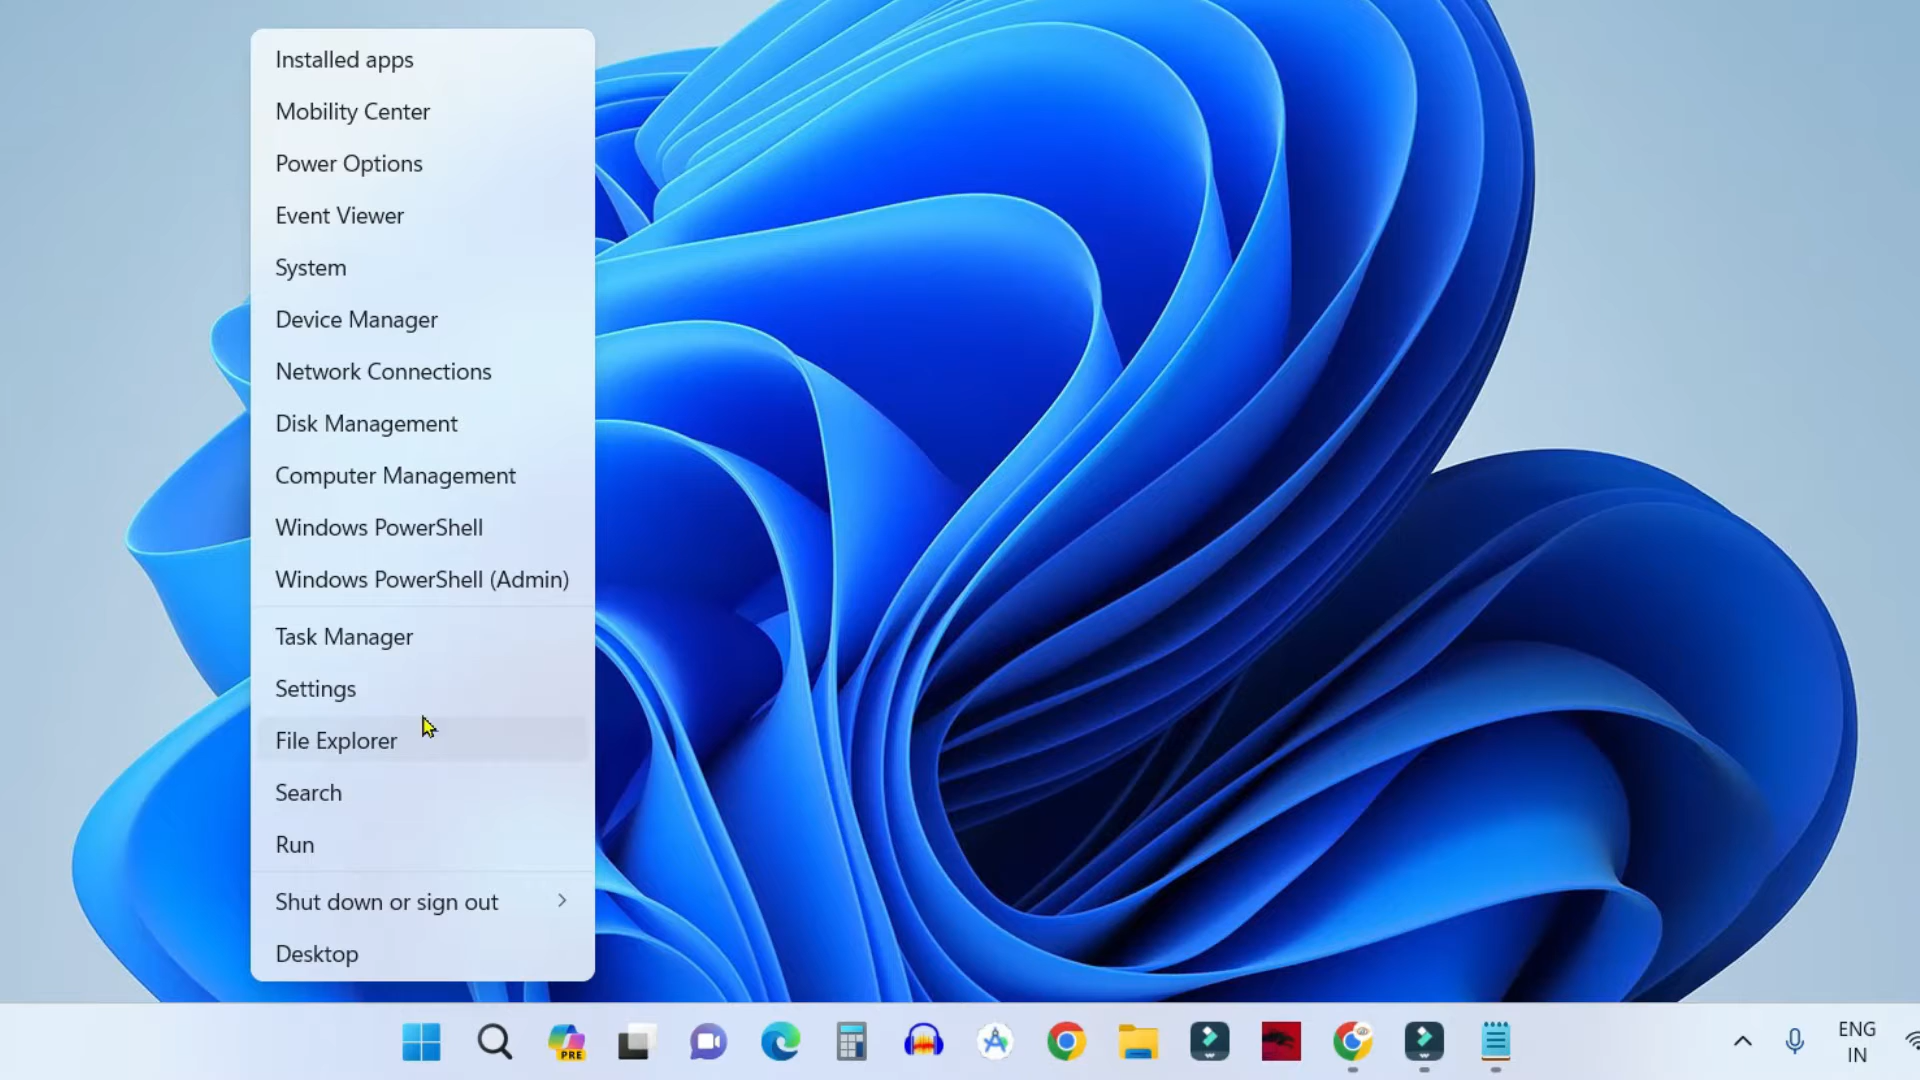 Installed apps
Mobility Center
Power Options
Event Viewer
System
Device Manager
Network Connections
Disk Management
Computer Management
Windows PowerShell
Windows PowerShell (Admin)
Task Manager
Settings
File Explorer
Search
Run
Shut down or sign out
Desktop
PRE
ENG
IN